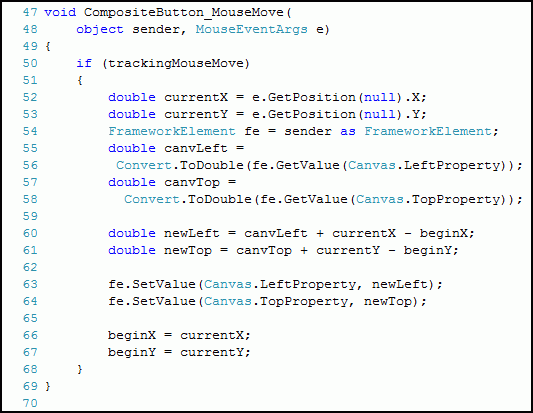 47 void CompositeButton_MouseMove(
48     object sender, MouseEventArgs e)
49 {
50     if (trackingMouseMove)
51     {
52         double currentX = e.GetPosition(null).X;
53         double currentY = e.GetPosition(null).Y;
54         FrameworkElement fe = sender as FrameworkElement;
55         double canvLeft =
56          Convert.ToDouble(fe.GetValue(Canvas.LeftProperty));
57         double canvTop =
58           Convert.ToDouble(fe.GetValue(Canvas.TopProperty));
59
60         double newLeft = canvLeft + currentX - beginX;
61         double newTop = canvTop + currentY - beginY;
62
63         fe.SetValue(Canvas.LeftProperty, newLeft);
64         fe.SetValue(Canvas.TopProperty, newTop);
65
66         beginX = currentX;
67         beginY = currentY;
68     }
69 }
70